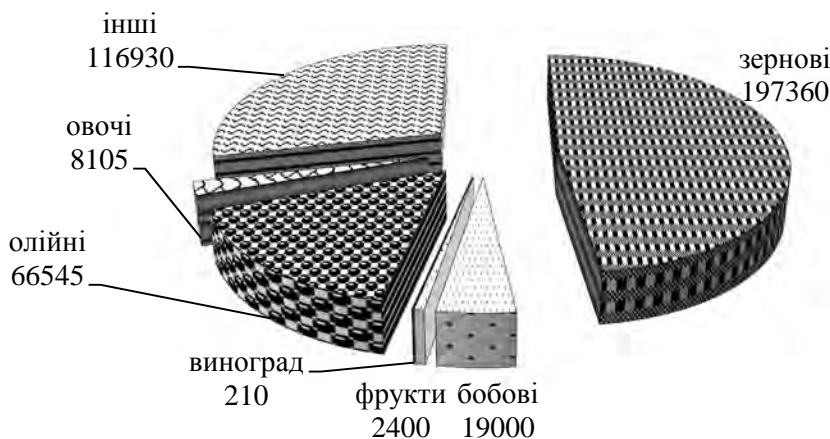 інші
116930
зернові
197360
овочі
8105
олійні
66545
виноград
210
фрукти
2400
бобові
19000